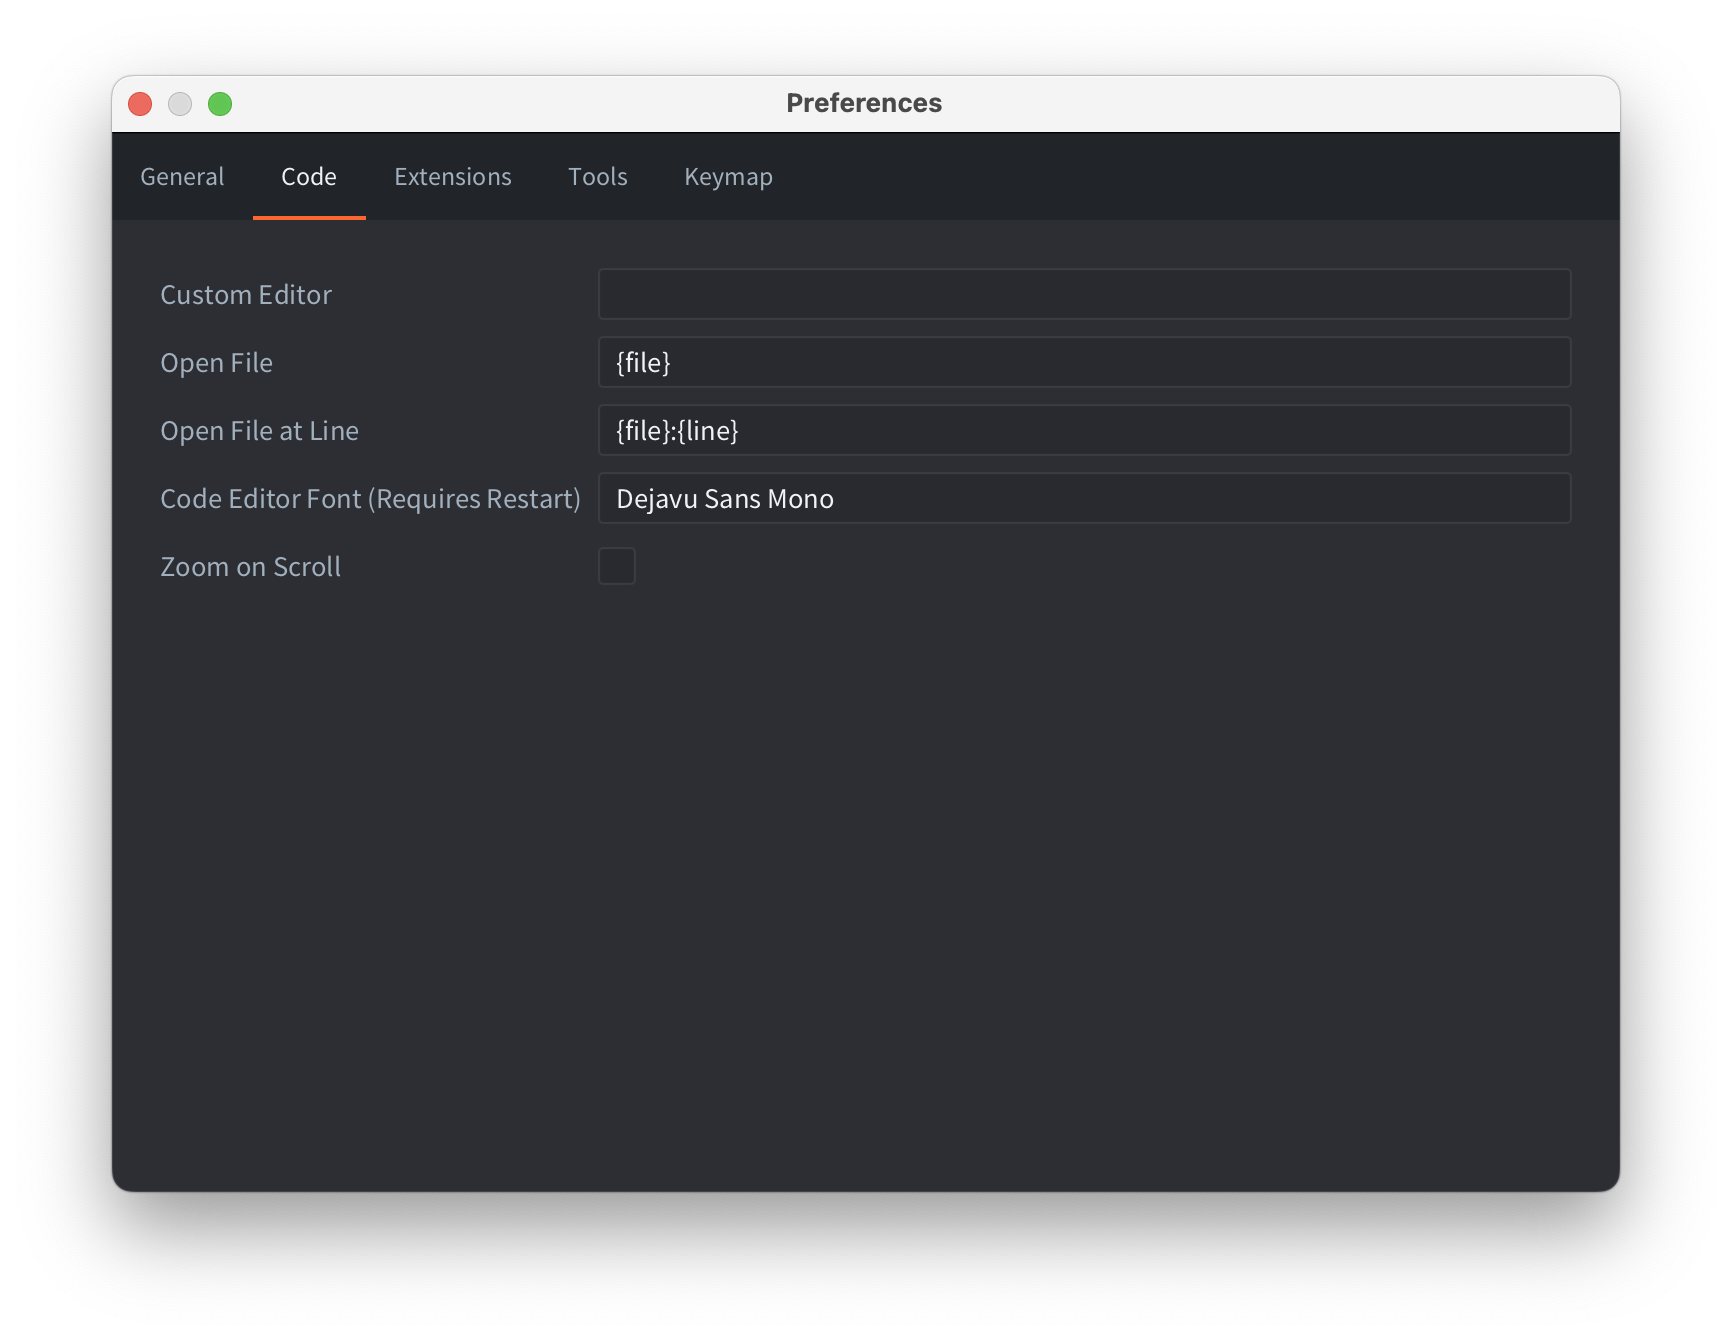 Preferences
General Code Extensions Tools Keymap
Custom Editor
Open File {file}
Open File at Line {file}:{line}
Code Editor Font (Requires Restart) Dejavu Sans Mono
Zoom on Scroll